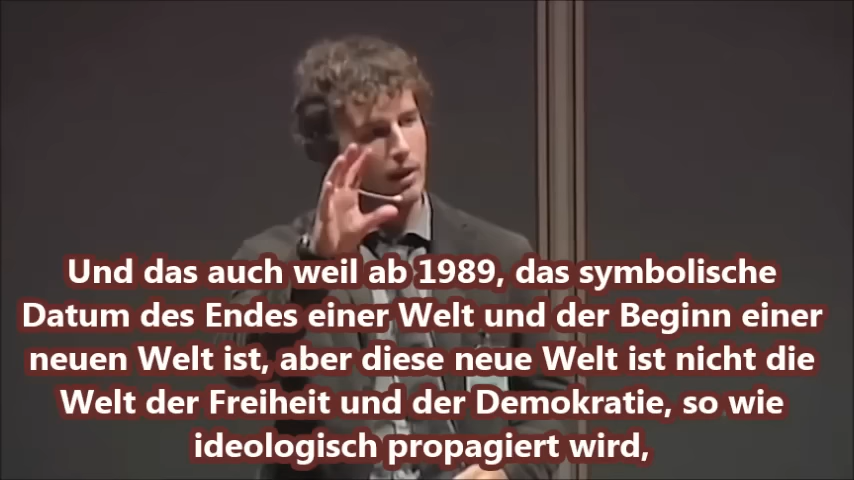 Und das auch weil ab 1989, das symbolische
Datum des Endes einer Welt und der Beginn einer
neuen Welt ist, aber diese neue Welt ist nicht die
Welt der Freiheit und der Demokratie, so wie
ideologisch propagiert wird,